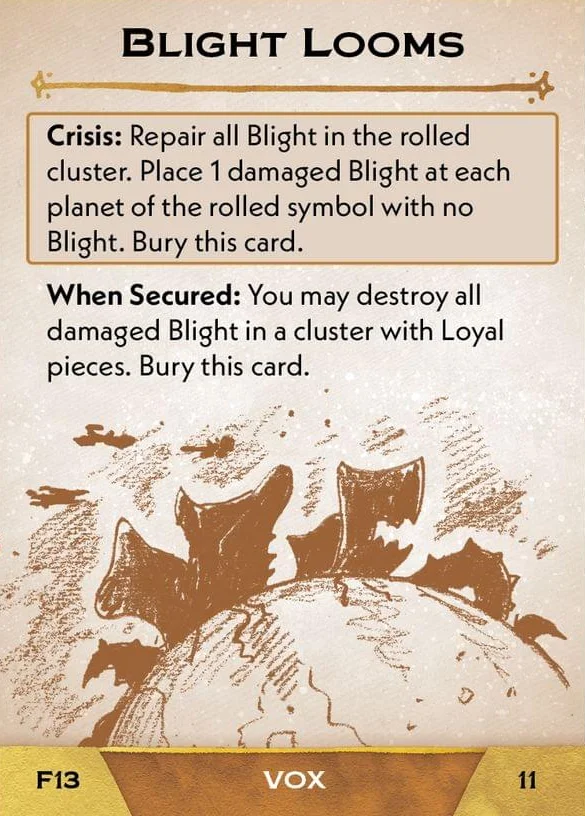 Blight Looms
Crisis: Repair all Blight in the rolled
cluster. Place 1 damaged Blight at each
planet of the rolled symbol with no
Blight. Bury this card.
When Secured: You may destroy all
damaged Blight in a cluster with Loyal
pieces. Bury this card.
F13 VOX 11